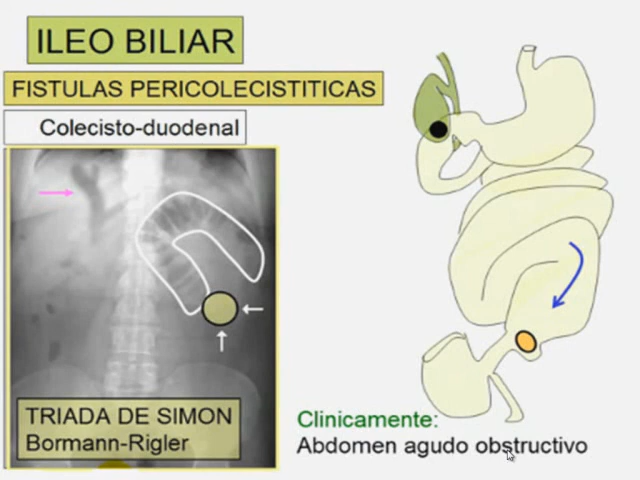 ILEO BILIAR
FISTULAS PERICOLECISTITICAS
Colecisto-duodenal
TRIADA DE SIMON
Bormann-Rigler
Clinicamente:
Abdomen agudo obstructivo